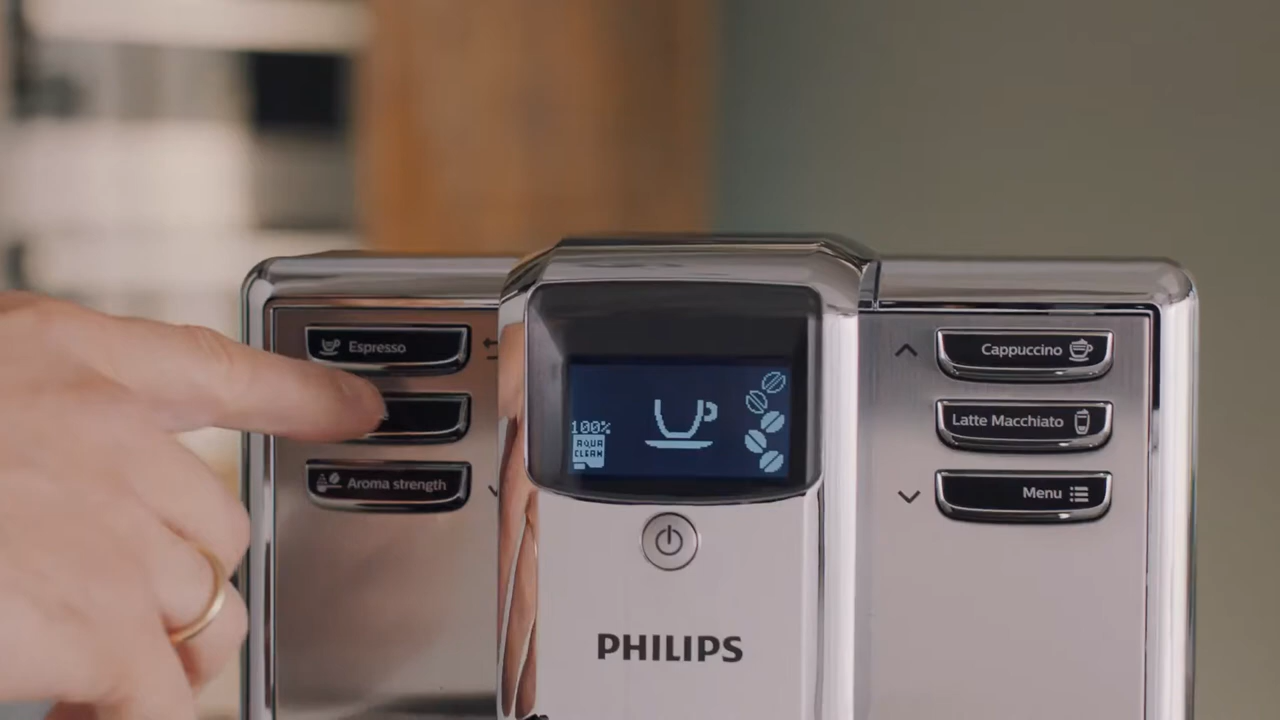 Espresso
Aroma strength
100%
AQUA
CLEAN
PHILIPS
Cappuccino
Latte Macchiato
Menu